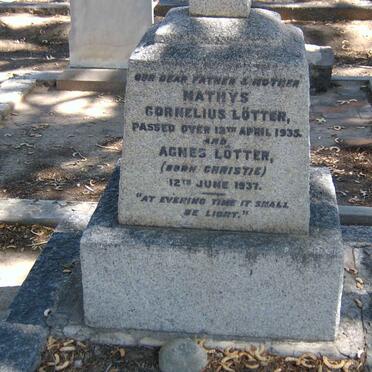 OUR DEAR FATHER & MOTHER
MATHYS
CORNELIUS LÖTTER,
PASSED OVER 12TH APRIL 1935.
AND
AGNES LÖTTER,
(BORN CHRISTIE)
12TH JUNE 1937.
"AT EVENING TIME IT SHALL
BE LIGHT."